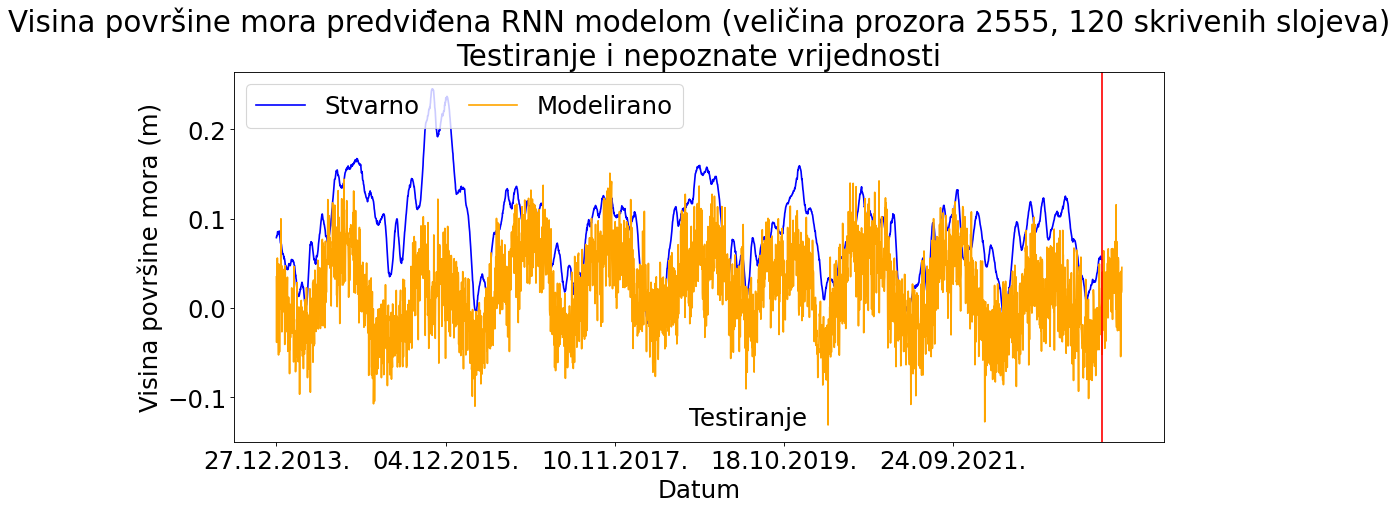 Visina površine mora predviđena RNN modelom (veličina prozora 2555, 120 skrivenih slojeva)
Testiranje i nepoznate vrijednosti
Stvarno Modelirano
Visina površine mora (m)
0.2
0.1
0.0
−0.1
Testiranje
27.12.2013. 04.12.2015. 10.11.2017. 18.10.2019. 24.09.2021.
Datum